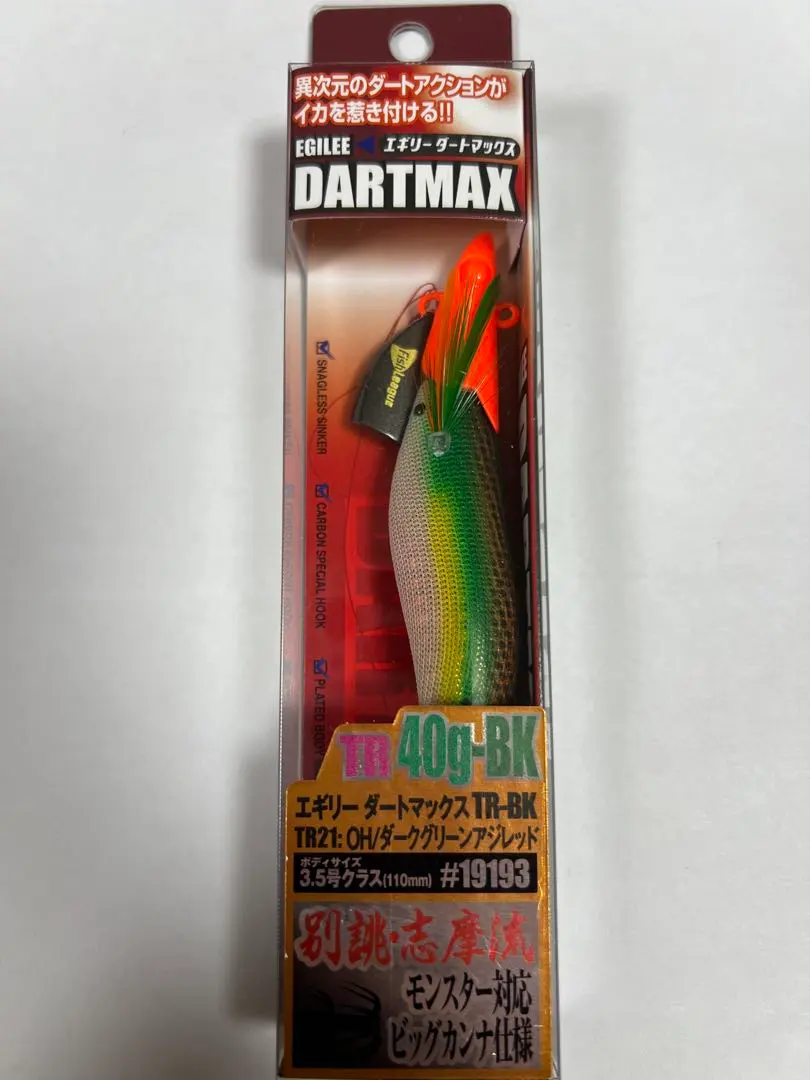 異次元のダートアクションが
イカを惹き付ける!!
EGILEE エギリー ダートマックス
DARTMAX
FishLeague
SNAGLESS SINKER
CARBON SPECIAL HOOK
PLATED BODY
TR 40g-BK
エギリー ダートマックス TR-BK
TR21: OH/ダークグリーンアジレッド
ボディサイズ
3.5号クラス(110mm) #19193
別誂・志摩流
モンスター対応
ビッグカンナ仕様